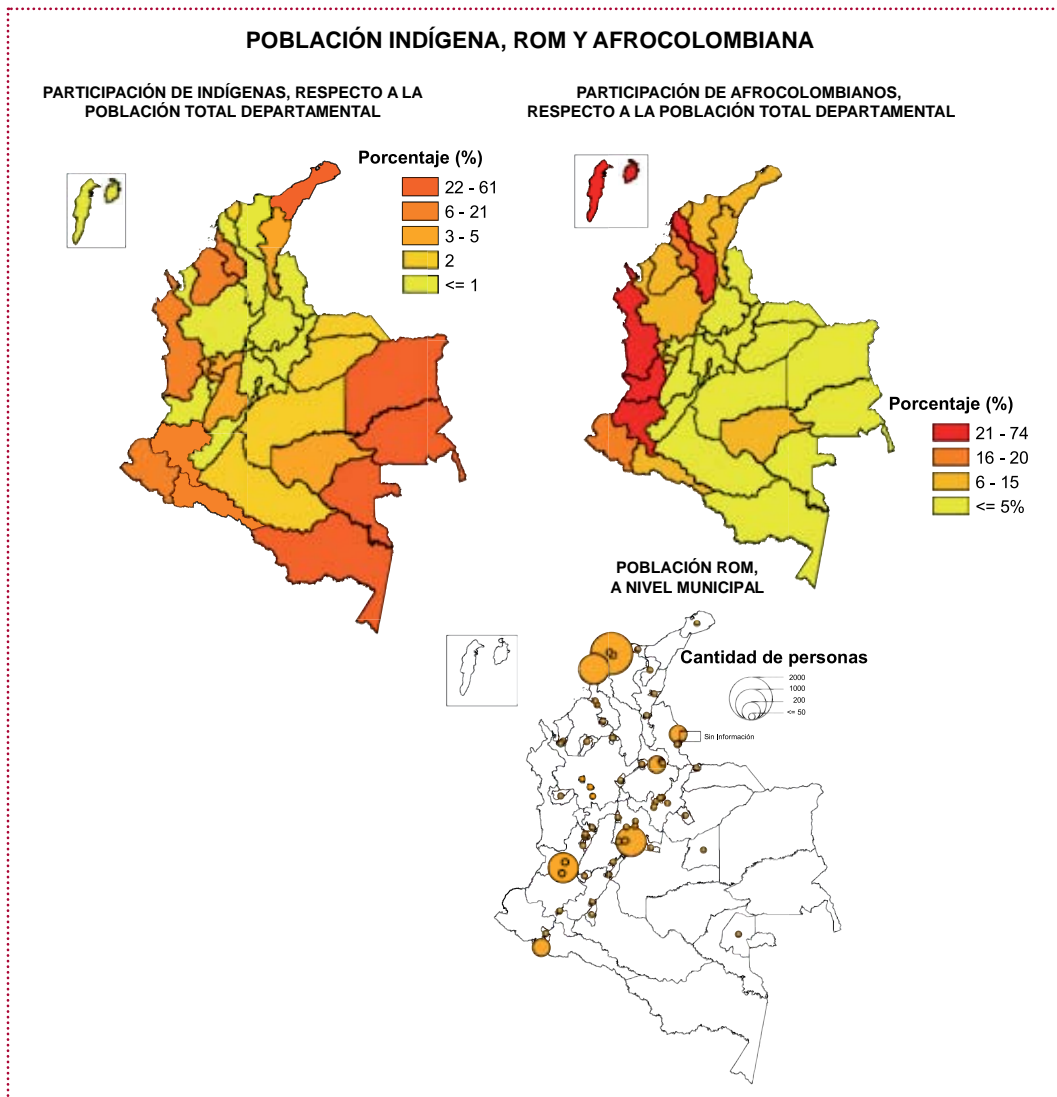 POBLACIÓN INDÍGENA, ROM Y AFROCOLOMBIANA
PARTICIPACIÓN DE INDÍGENAS, RESPECTO A LA
POBLACIÓN TOTAL DEPARTAMENTAL
Porcentaje (%)
22 - 61
6 - 21
3 - 5
2
<= 1
PARTICIPACIÓN DE AFROCOLOMBIANOS,
RESPECTO A LA POBLACIÓN TOTAL DEPARTAMENTAL
Porcentaje (%)
21 - 74
16 - 20
6 - 15
<= 5%
POBLACIÓN ROM,
A NIVEL MUNICIPAL
Cantidad de personas
2000
1000
200
<= 50
Sin Información